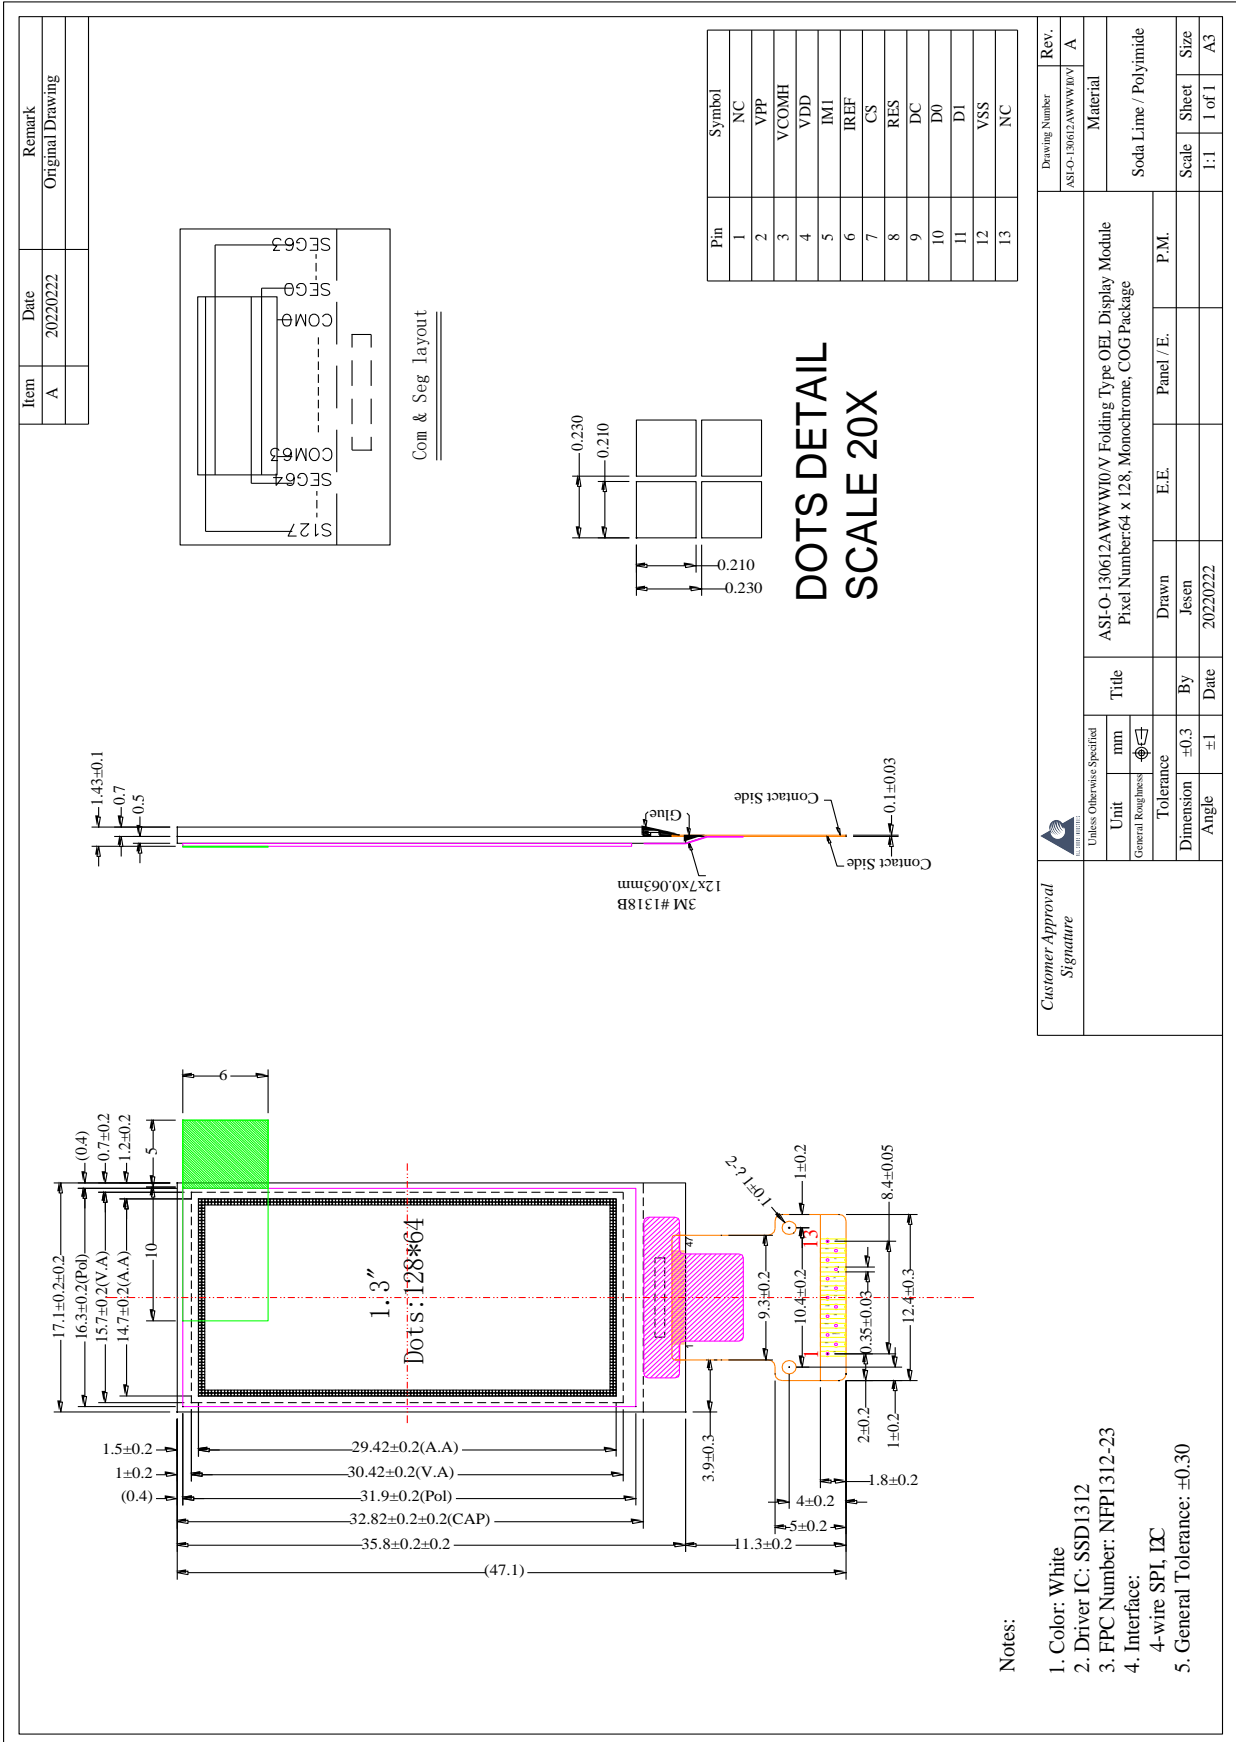 Item Date Remark
A 20220222 Original Drawing
S127
SEG64
COM63
COM0
SEG0
SEG63
Com & Seg layout
0.230
0.210
0.210
0.230
DOTS DETAIL
SCALE 20X
Pin Symbol
1 NC
2 VPP
3 VCOMH
4 VDD
5 IM1
6 IREF
7 CS
8 RES
9 DC
10 D0
11 D1
12 VSS
13 NC
1.43±0.1
0.7
0.5
Glue
Contact Side
Contact Side
0.1±0.03
3M #1318B
12x7x0.063mm
6
(0.4)
0.7±0.2
1.2±0.2
5
10
17.1±0.2±0.2
16.3±0.2(Pol)
15.7±0.2(V.A)
14.7±0.2(A.A)
1.3″
Dots:128*64
1.5±0.2
1±0.2
(0.4)
29.42±0.2(A.A)
30.42±0.2(V.A)
31.9±0.2(Pol)
32.82±0.2±0.2(CAP)
35.8±0.2±0.2
11.3±0.2
(47.1)
47
1
2-? 1±0.1
1±0.2
13
1
9.3±0.2
10.4±0.2
0.35±0.03
8.4±0.05
12.4±0.3
3.9±0.3
2±0.2
1±0.2
1.8±0.2
4±0.2
5±0.2
Notes:
1. Color: White
2. Driver IC: SSD1312
3. FPC Number: NFP1312-23
4. Interface:
4-wire SPI, I2C
5. General Tolerance: ±0.30
Customer Approval
Signature
Unless Otherwise Specified
Unit mm
General Roughness
Tolerance
Dimension ±0.3
Angle ±1
Title
ASI-O-130612AWWWI0/V Folding Type OEL Display Module
Pixel Number:64 x 128, Monochrome, COG Package
Drawn E.E. Panel / E. P.M.
By Jesen
Date 20220222
Drawing Number Rev.
ASI-O-130612AWWWI0/V A
Material
Soda Lime / Polyimide
Scale Sheet Size
1:1 1 of 1 A3